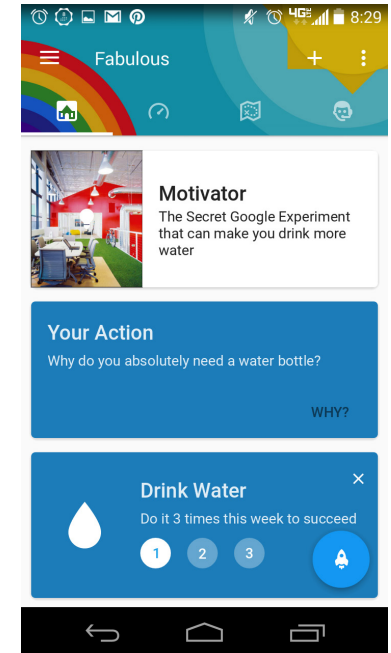 4G 8:29
Fabulous
Motivator
The Secret Google Experiment
that can make you drink more
water
Your Action
Why do you absolutely need a water bottle?
WHY?
Drink Water
Do it 3 times this week to succeed
1 2 3